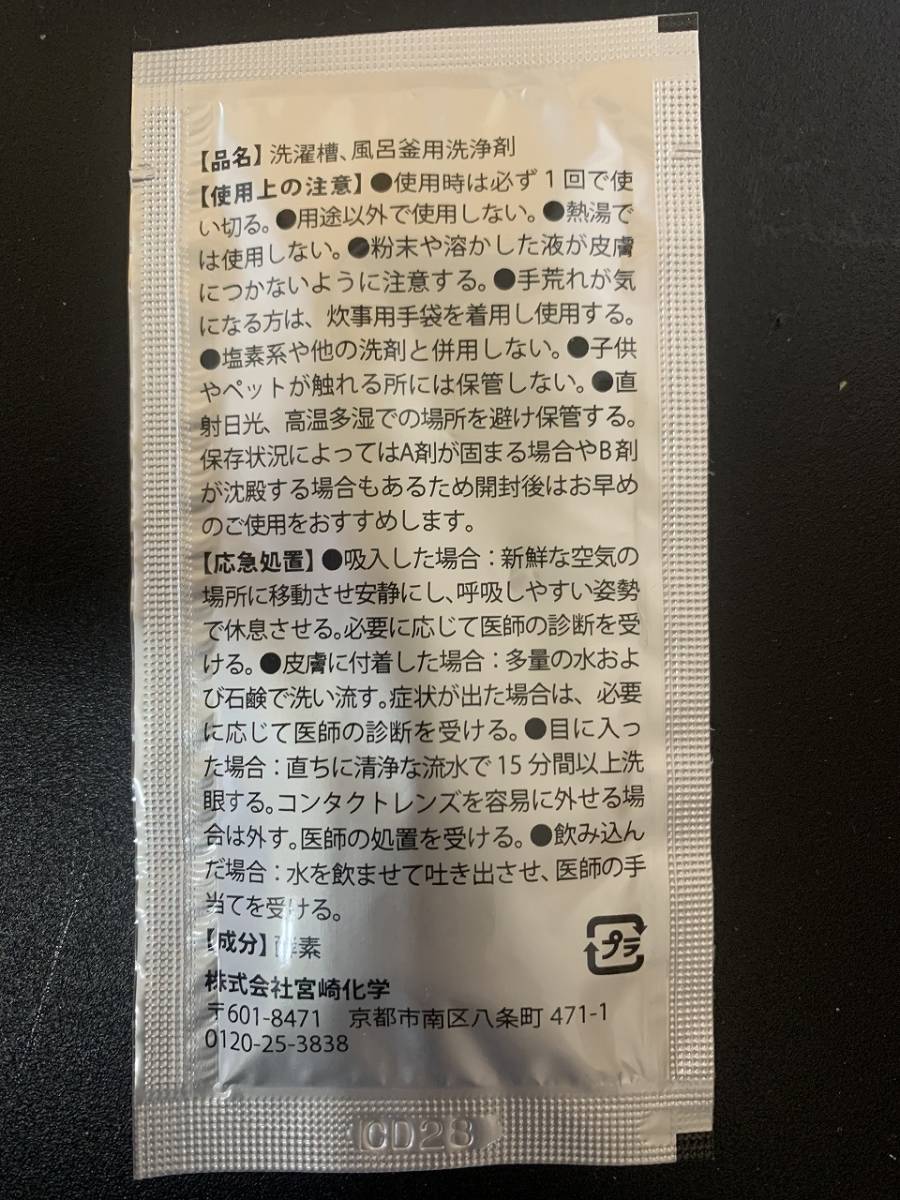 【品名】洗濯槽、風呂釜用洗浄剤
【使用上の注意】●使用時は必ず1回で使
い切る。●用途以外で使用しない。●熱湯で
は使用しない。●粉末や溶かした液が皮膚
につかないように注意する。●手荒れが気
になる方は、炊事用手袋を着用し使用する。
●塩素系や他の洗剤と併用しない。●子供
やペットが触れる所には保管しない。●直
射日光、高温多湿での場所を避け保管する。
保存状況によってはA剤が固まる場合やB剤
が沈殿する場合もあるため開封後はお早め
のご使用をおすすめします。
【応急処置】●吸入した場合：新鮮な空気の
場所に移動させ安静にし、呼吸しやすい姿勢
で休息させる。必要に応じて医師の診断を受
ける。●皮膚に付着した場合：多量の水およ
び石鹸で洗い流す。症状が出た場合は、必要
に応じて医師の診断を受ける。●目に入っ
た場合：直ちに清浄な流水で15分間以上洗
眼する。コンタクトレンズを容易に外せる場
合は外す。医師の処置を受ける。●飲み込ん
だ場合：水を飲ませて吐き出させ、医師の手
当てを受ける。
【成分】酵素
プラ
株式会社宮崎化学
〒601-8471 京都市南区八条町471-1
0120-25-3838
CD28